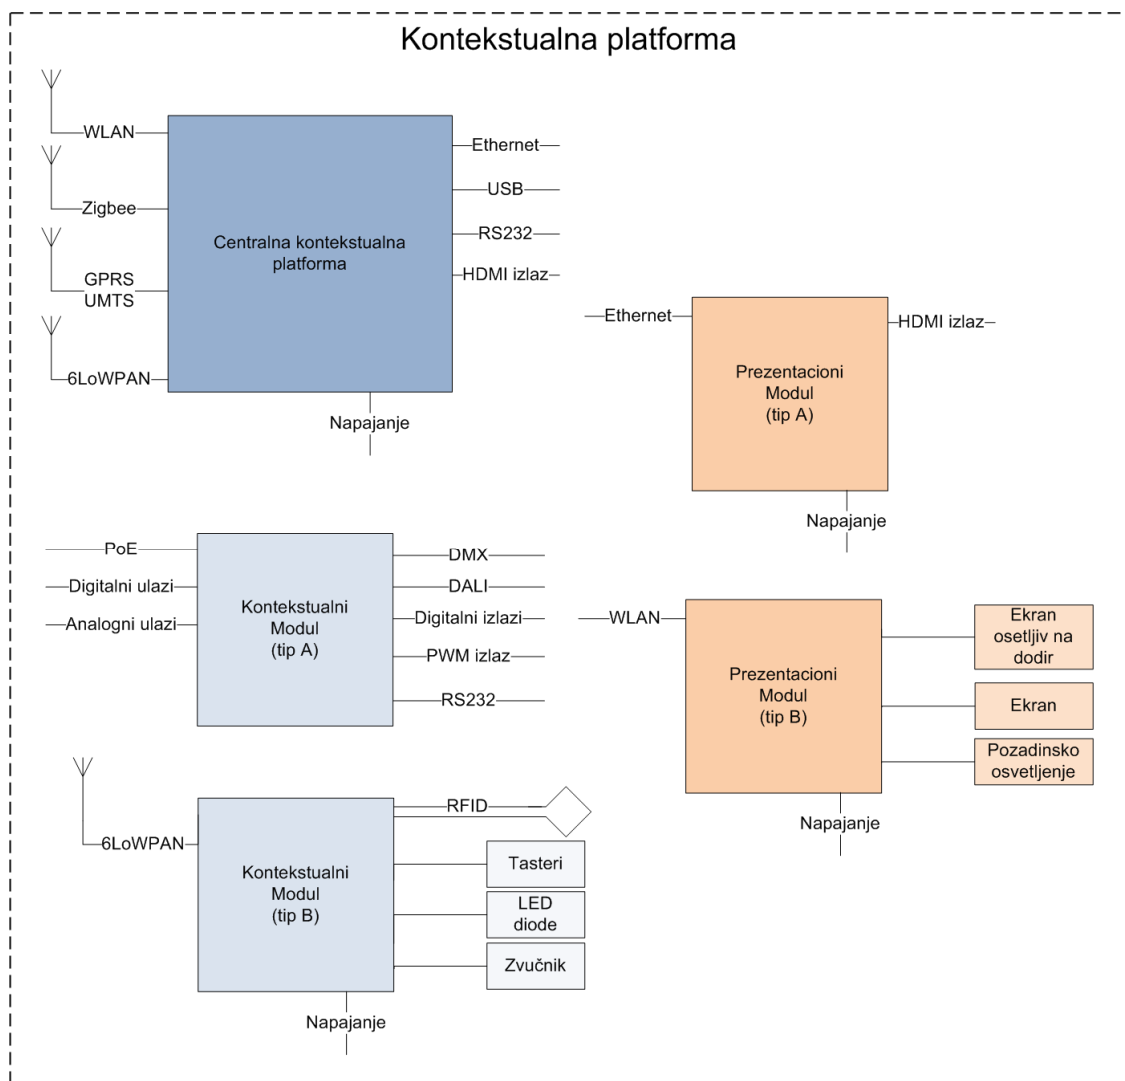 Kontekstualna platforma
WLAN
Zigbee
GPRS
UMTS
6LoWPAN
Centralna kontekstualna
platforma
Ethernet
USB
RS232
HDMI izlaz
Napajanje
Ethernet
Prezentacioni
Modul
(tip A)
HDMI izlaz
Napajanje
PoE
Digitalni ulazi
Analogni ulazi
Kontekstualni
Modul
(tip A)
DMX
DALI
Digitalni izlazi
PWM izlaz
RS232
WLAN
Prezentacioni
Modul
(tip B)
Ekran
osetljiv na
dodir
Ekran
Pozadinsko
osvetljenje
Napajanje
6LoWPAN
Kontekstualni
Modul
(tip B)
RFID
Tasteri
LED
diode
Zvučnik
Napajanje